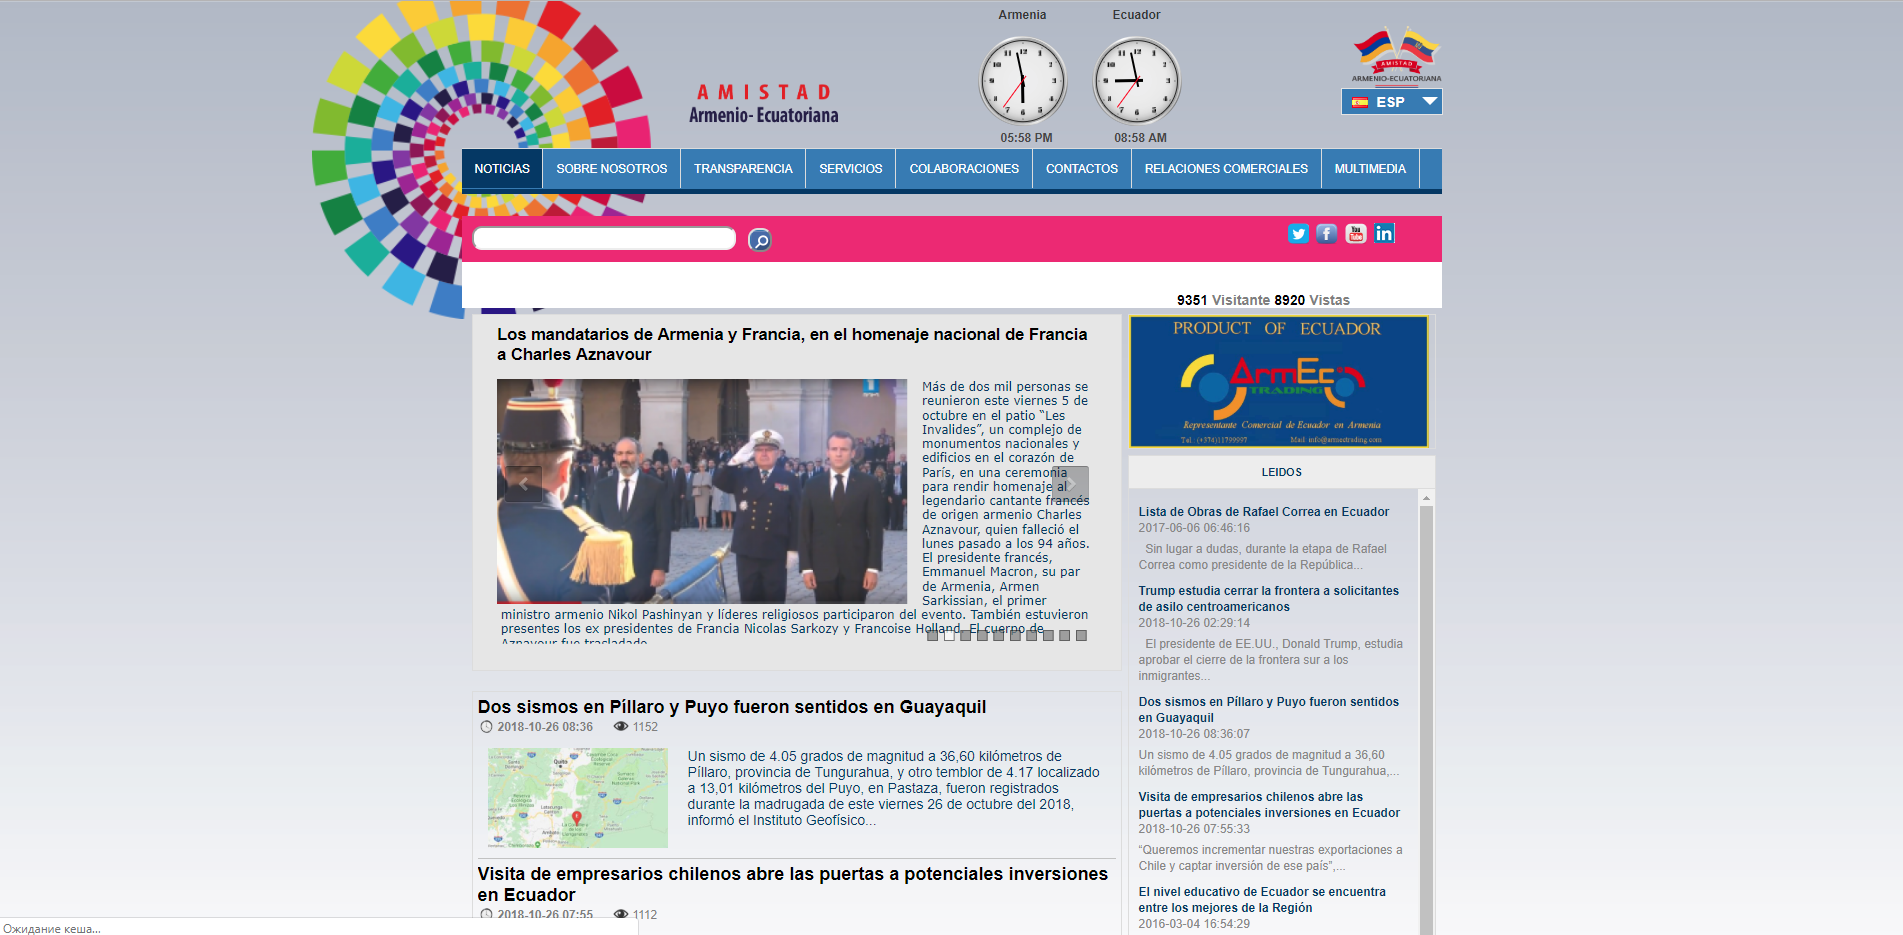 Armenia
Ecuador
AMISTAD
Armenio- Ecuatoriana
05:58 PM
08:58 AM
AMISTAD
ARMENIO-ECUATORIANA
ESP
NOTICIAS
SOBRE NOSOTROS
TRANSPARENCIA
SERVICIOS
COLABORACIONES
CONTACTOS
RELACIONES COMERCIALES
MULTIMEDIA
You
Tube
in
9351 Visitante 8920 Vistas
Los mandatarios de Armenia y Francia, en el homenaje nacional de Francia
a Charles Aznavour
Más de dos mil personas se
reunieron este viernes 5 de
octubre en el patio “Les
Invalides”, un complejo de
monumentos nacionales y
edificios en el corazón de
París, en una ceremonia
para rendir homenaje al
legendario cantante francés
de origen armenio Charles
Aznavour, quien falleció el
lunes pasado a los 94 años.
El presidente francés,
Emmanuel Macron, su par
de Armenia, Armen
Sarkissian, el primer
ministro armenio Nikol Pashinyan y líderes religiosos participaron del evento. También estuvieron
presentes los ex presidentes de Francia Nicolas Sarkozy y Francoise Holland. El cuerpo de
Aznavour fue trasladado
Dos sismos en Píllaro y Puyo fueron sentidos en Guayaquil
2018-10-26 08:36 1152
Un sismo de 4.05 grados de magnitud a 36,60 kilómetros de
Píllaro, provincia de Tungurahua, y otro temblor de 4.17 localizado
a 13,01 kilómetros del Puyo, en Pastaza, fueron registrados
durante la madrugada de este viernes 26 de octubre del 2018,
informó el Instituto Geofísico...
Visita de empresarios chilenos abre las puertas a potenciales inversiones
en Ecuador
2018-10-26 07:55 1112
PRODUCT OF ECUADOR
ArmEc
TRADING
Representante Comercial de Ecuador en Armenia
Tel.: (+374)11799997 Mail: info@armectrading.com
LEIDOS
Lista de Obras de Rafael Correa en Ecuador
2017-06-06 06:46:16
Sin lugar a dudas, durante la etapa de Rafael
Correa como presidente de la República...
Trump estudia cerrar la frontera a solicitantes
de asilo centroamericanos
2018-10-26 02:29:14
El presidente de EE.UU., Donald Trump, estudia
aprobar el cierre de la frontera sur a los
inmigrantes...
Dos sismos en Píllaro y Puyo fueron sentidos
en Guayaquil
2018-10-26 08:36:07
Un sismo de 4.05 grados de magnitud a 36,60
kilómetros de Píllaro, provincia de Tungurahua,...
Visita de empresarios chilenos abre las
puertas a potenciales inversiones en Ecuador
2018-10-26 07:55:33
“Queremos incrementar nuestras exportaciones a
Chile y captar inversión de ese país”,...
El nivel educativo de Ecuador se encuentra
entre los mejores de la Región
2016-03-04 16:54:29
Ожидание кеша...